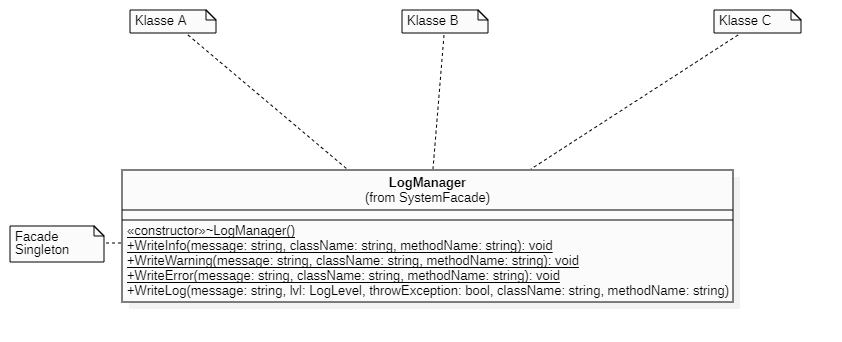 Klasse A
Klasse B
Klasse C
LogManager
(from SystemFacade)
Facade
Singleton
«constructor»~LogManager()
+WriteInfo(message: string, className: string, methodName: string): void
+WriteWarning(message: string, className: string, methodName: string): void
+WriteError(message: string, className: string, methodName: string): void
+WriteLog(message: string, lvl: LogLevel, throwException: bool, className: string, methodName: string)